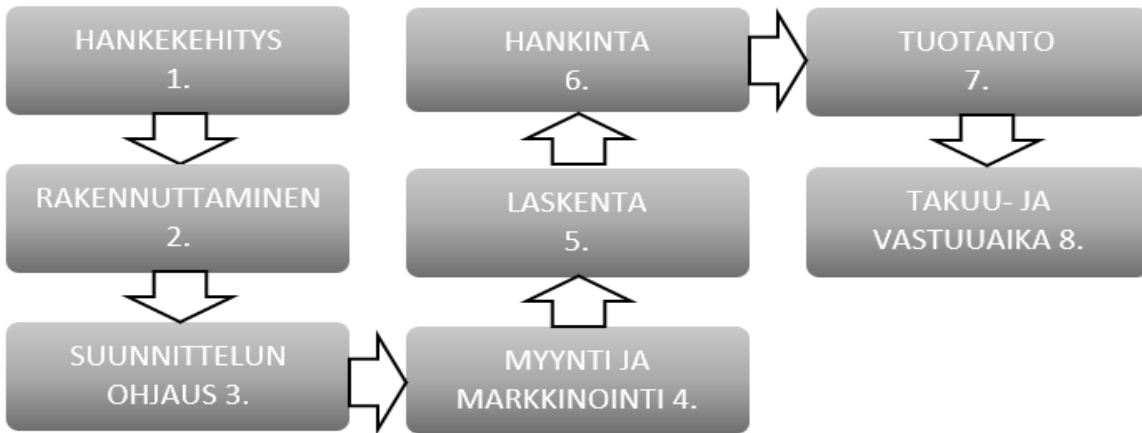 HANKEKEHITYS
1.
RAKENNUTTAMINEN
2.
SUUNNITTELUN
OHJAUS 3.
MYYNTI JA
MARKKINOINTI 4.
LASKENTA
5.
HANKINTA
6.
TUOTANTO
7.
TAKUU- JA
VASTUUAIKA 8.